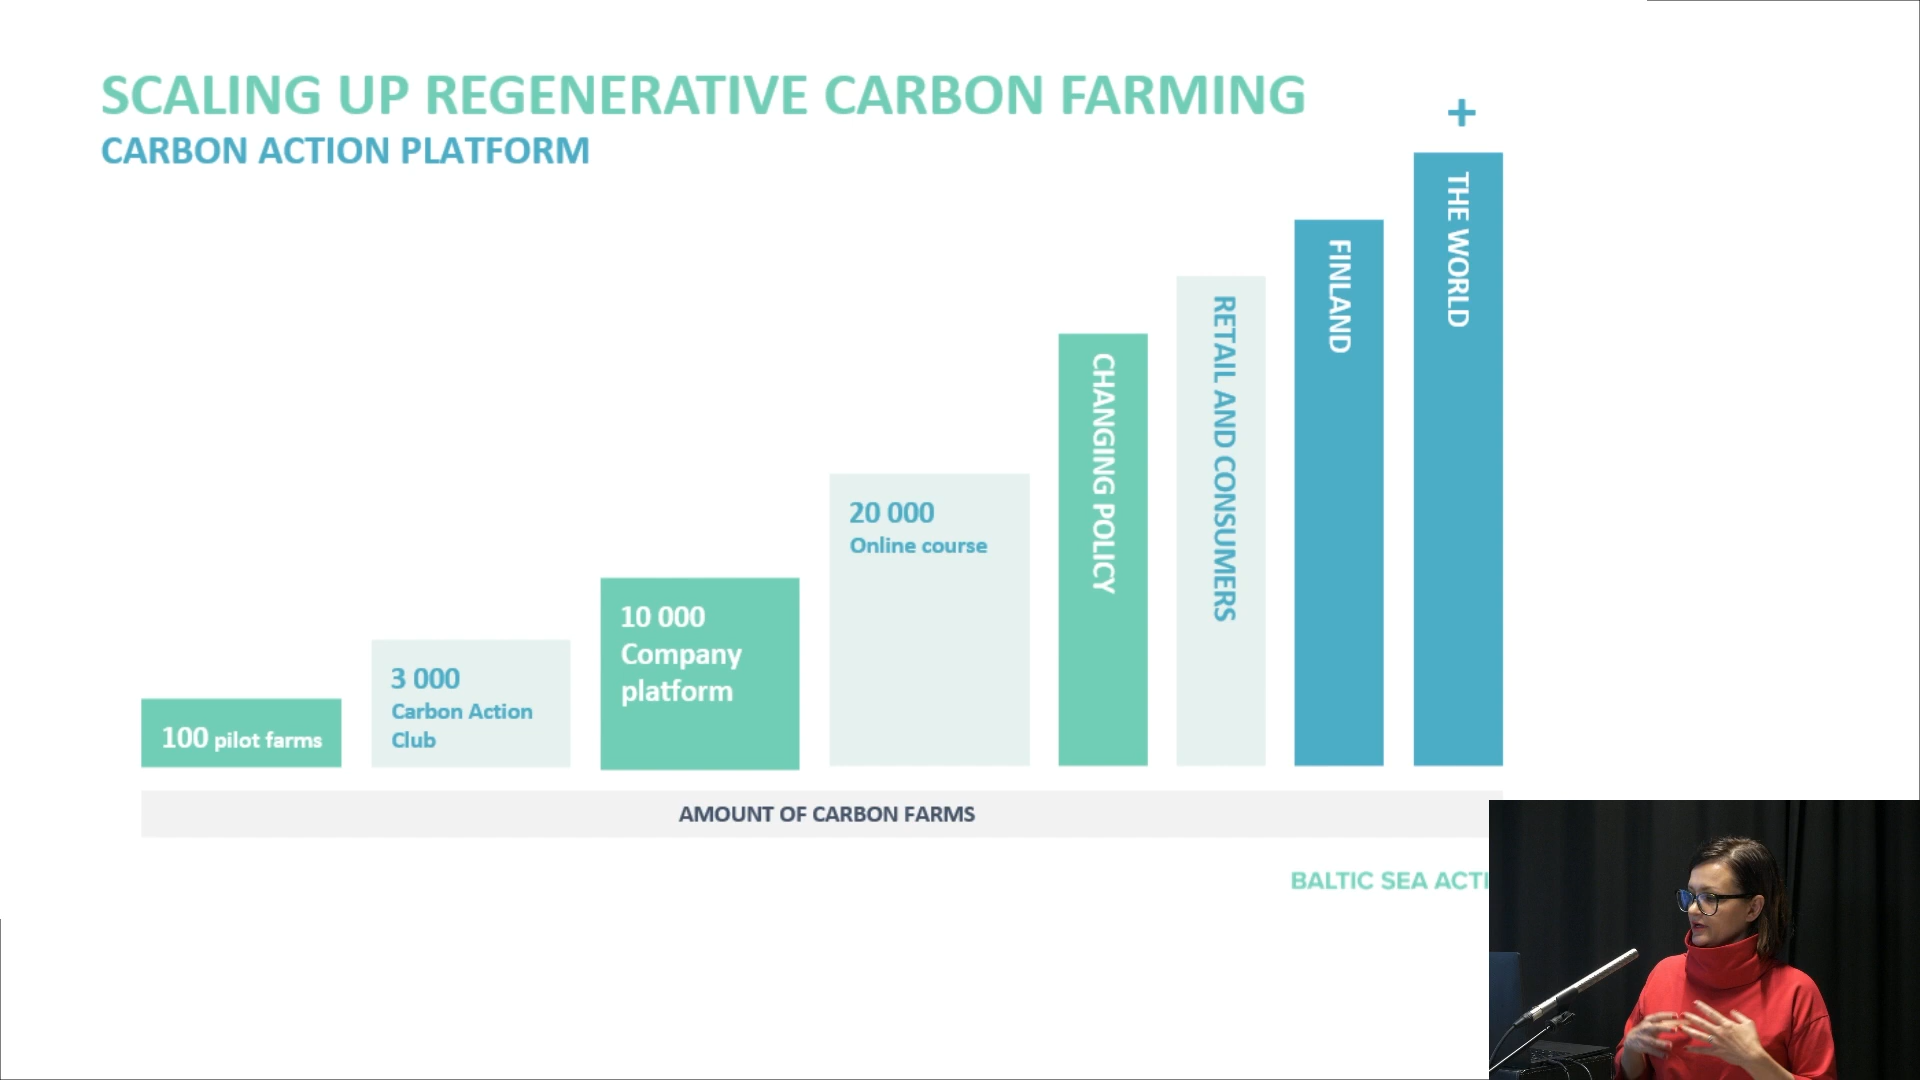 SCALING UP REGENERATIVE CARBON FARMING
CARBON ACTION PLATFORM
100 pilot farms
3 000
Carbon Action
Club
10 000
Company
platform
20 000
Online course
CHANGING POLICY
RETAIL AND CONSUMERS
FINLAND
THE WORLD
+
AMOUNT OF CARBON FARMS
BALTIC SEA ACTI